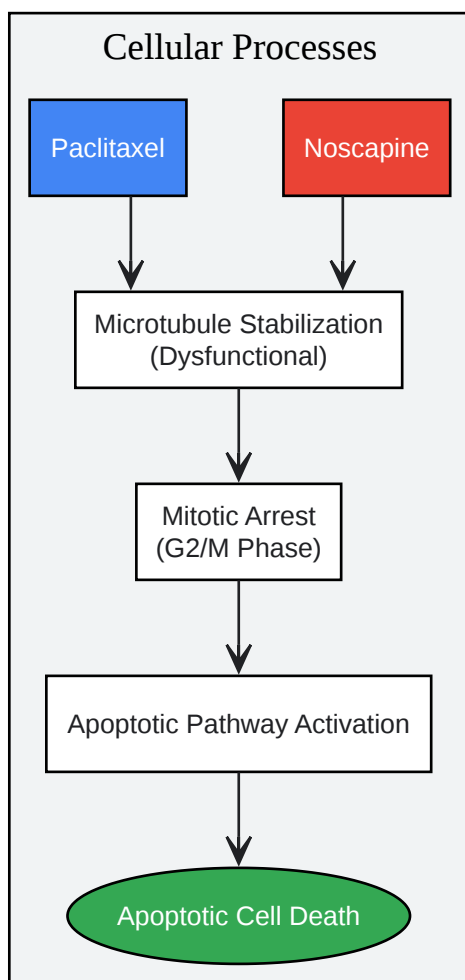 Cellular Processes
Paclitaxel
Noscapine
Microtubule Stabilization
(Dysfunctional)
Mitotic Arrest
(G2/M Phase)
Apoptotic Pathway Activation
Apoptotic Cell Death